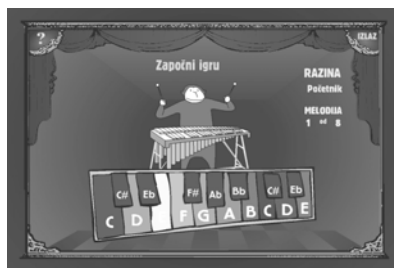 ?
IZLAZ
Započni igru
RAZINA
Početnik
MELODIJA
1 od 8
C# Eb F# Ab Bb C# Eb
C D F G A B C D E